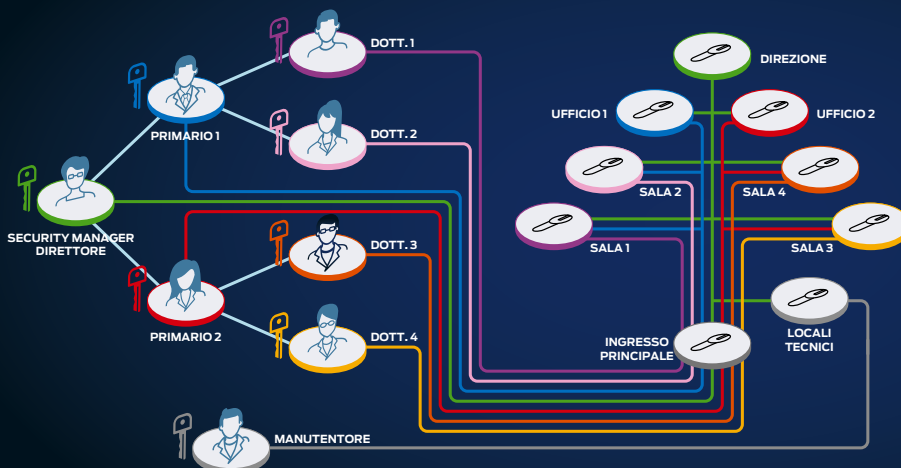 DOTT. 1
DIREZIONE
UFFICIO 1
UFFICIO 2
PRIMARIO 1
DOTT. 2
SALA 2
SALA 4
SECURITY MANAGER
DIRETTORE
DOTT. 3
SALA 1
SALA 3
PRIMARIO 2
DOTT. 4
INGRESSO
PRINCIPALE
LOCALI
TECNICI
MANUTENTORE